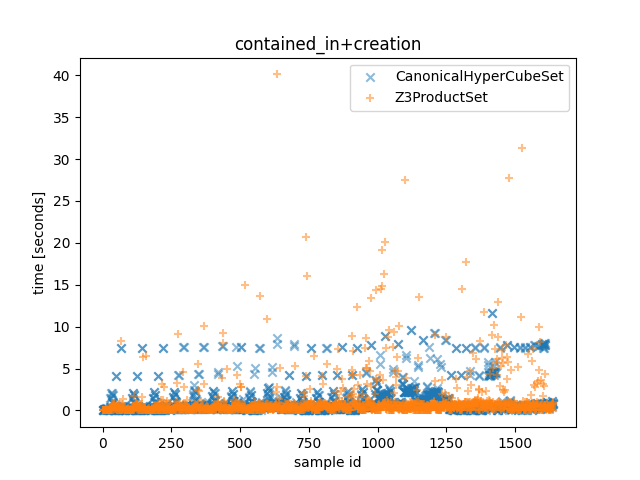 contained_in+creation
CanonicalHyperCubeSet
Z3ProductSet
time [seconds]
40
35
30
25
20
15
10
5
0
0 250 500 750 1000 1250 1500
sample id